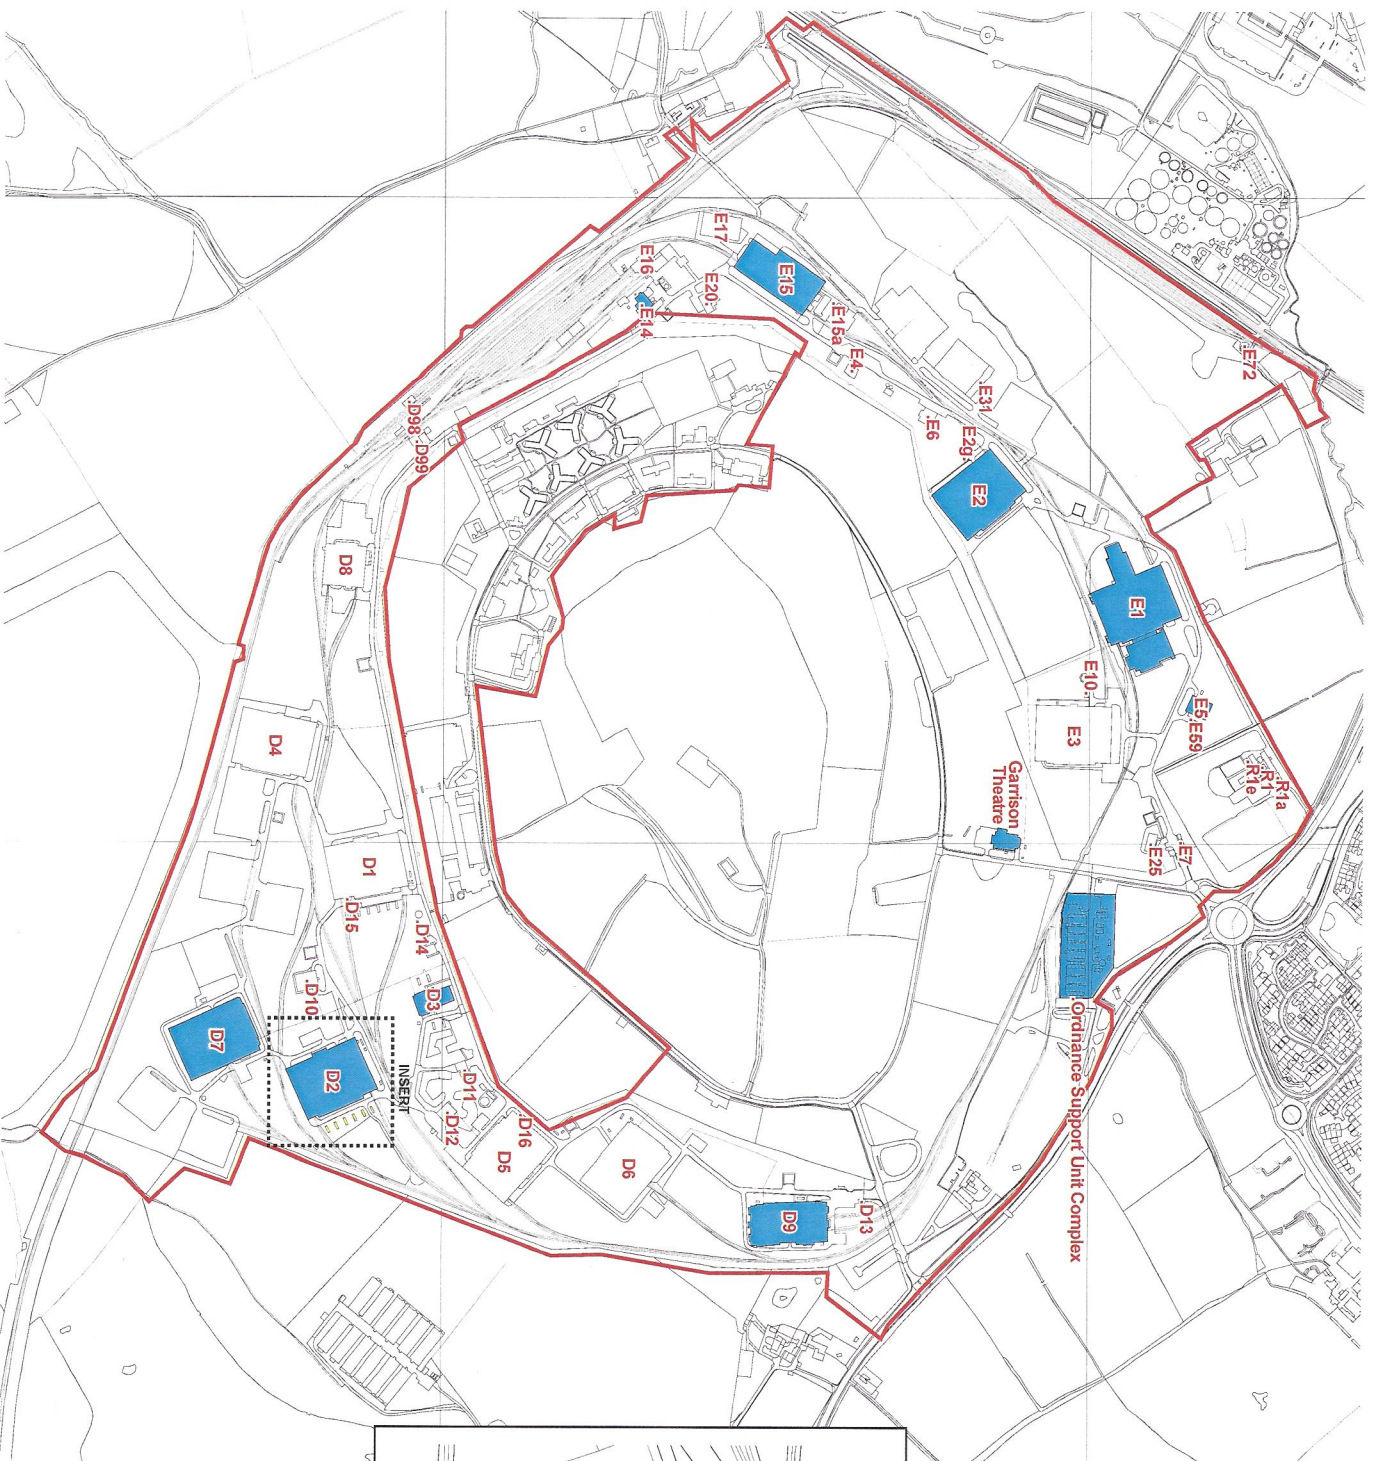 .E72
E17
E16
.E14
E20.
E15
.E15a
E4.
.E31
.E6
E2g.
E2
E1
E10.
E5
.E59
E3
.R1a
.R1
.R1e
Garrison
Theatre
.E7
.E25
.Ordnance Support Unit Complex
.D98
.D99
D8
D4
D1
.D15
.D14
D3
.D10
D7
D2
INSERT
D11
D12
.D16
D5
D6
D9
.D13